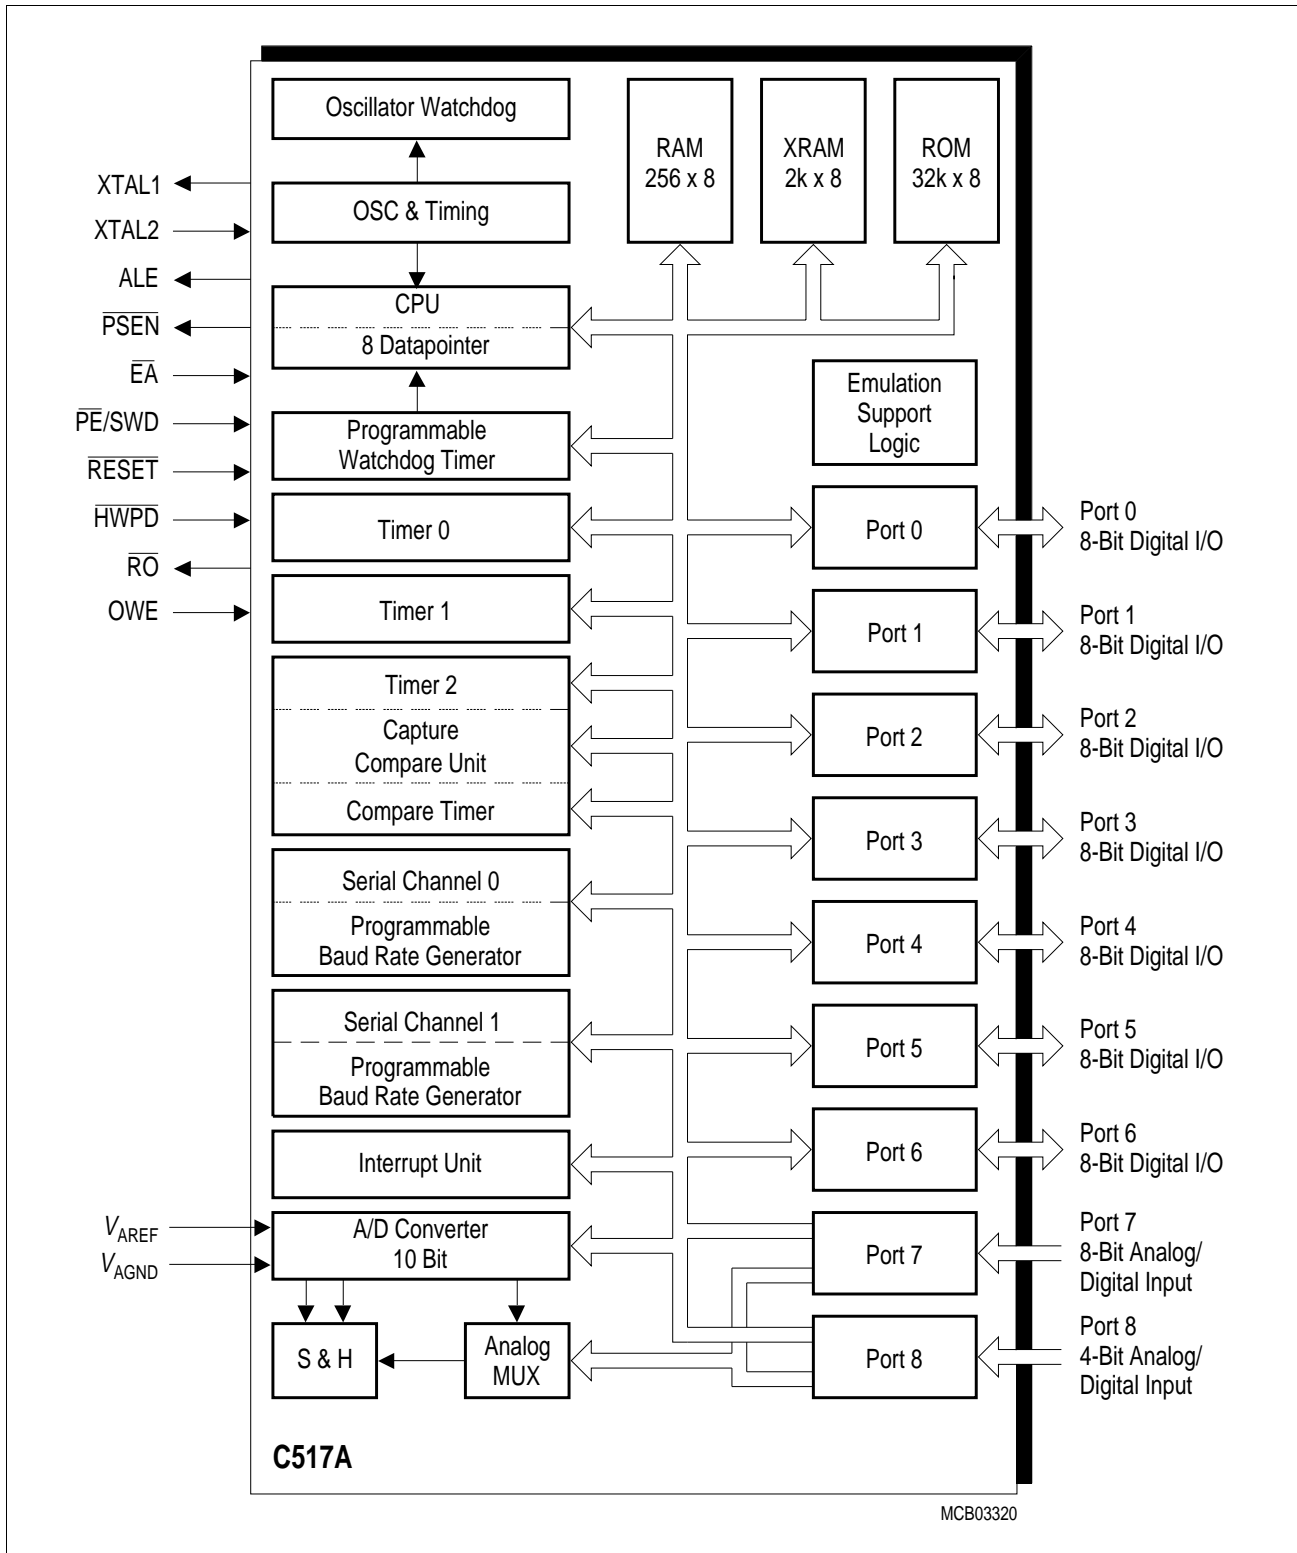 Oscillator Watchdog
OSC & Timing
CPU
8 Datapointer
Programmable
Watchdog Timer
Timer 0
Timer 1
Timer 2
Capture
Compare Unit
Compare Timer
Serial Channel 0
Programmable
Baud Rate Generator
Serial Channel 1
Programmable
Baud Rate Generator
Interrupt Unit
A/D Converter
10 Bit
S & H
Analog
MUX
RAM
256 x 8
XRAM
2k x 8
ROM
32k x 8
Emulation
Support
Logic
Port 0
Port 1
Port 2
Port 3
Port 4
Port 5
Port 6
Port 7
Port 8
XTAL1
XTAL2
ALE
PSEN
EA
PE/SWD
RESET
HWPD
RO
OWE
VAREF
VAGND
Port 0
8-Bit Digital I/O
Port 1
8-Bit Digital I/O
Port 2
8-Bit Digital I/O
Port 3
8-Bit Digital I/O
Port 4
8-Bit Digital I/O
Port 5
8-Bit Digital I/O
Port 6
8-Bit Digital I/O
Port 7
8-Bit Analog/
Digital Input
Port 8
4-Bit Analog/
Digital Input
C517A
MCB03320